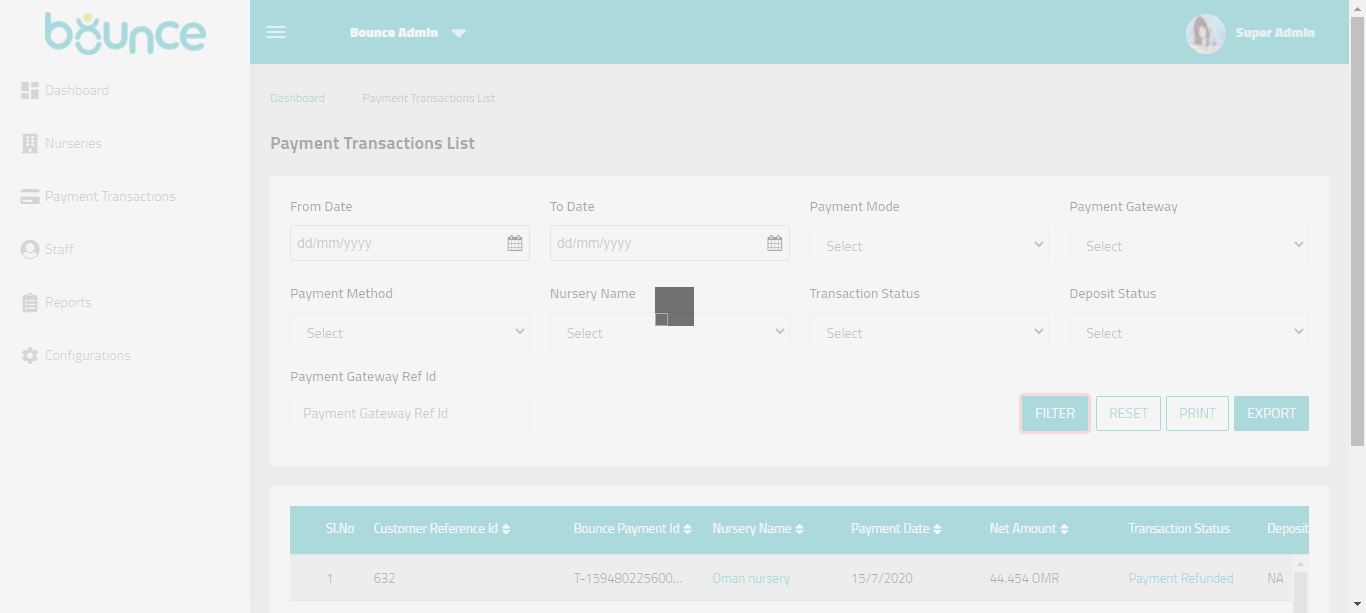 bounce
Bounce Admin
Super Admin
Dashboard
Nurseries
Payment Transactions
Staff
Reports
Configurations
Dashboard Payment Transactions List
Payment Transactions List
From Date To Date Payment Mode Payment Gateway
dd/mm/yyyy dd/mm/yyyy Select Select
Payment Method Nursery Name Transaction Status Deposit Status
Select Select Select Select
Payment Gateway Ref Id
Payment Gateway Ref Id FILTER RESET PRINT EXPORT
Sl.No Customer Reference Id Bounce Payment Id Nursery Name Payment Date Net Amount Transaction Status Deposit
1 632 T-159480225600... Oman nursery 15/7/2020 44.454 OMR Payment Refunded NA